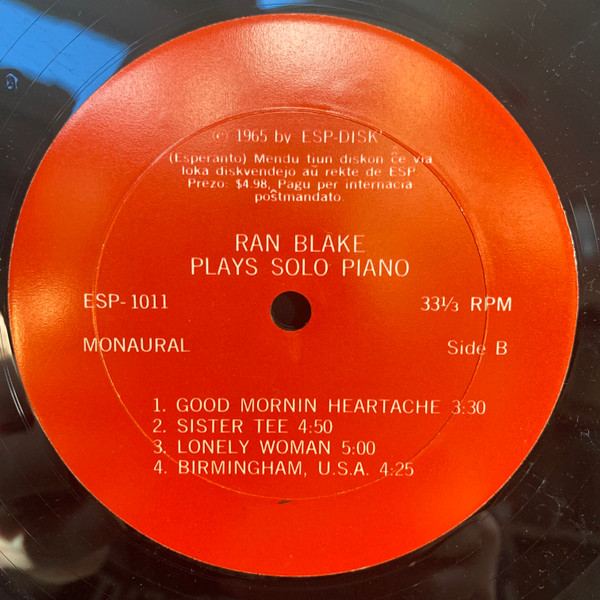 © 1965 by ESP-DISK'
(Esperanto) Mendu tiun diskon ĉe via
loka diskvendejo aŭ rekte de ESP.
Prezo: $4.98, Pagu per internacia
poŝtmandato.
RAN BLAKE
PLAYS SOLO PIANO
ESP-1011
33⅓ RPM
MONAURAL
Side B
1. GOOD MORNIN HEARTACHE 3:30
2. SISTER TEE 4:50
3. LONELY WOMAN 5:00
4. BIRMINGHAM, U.S.A. 4:25